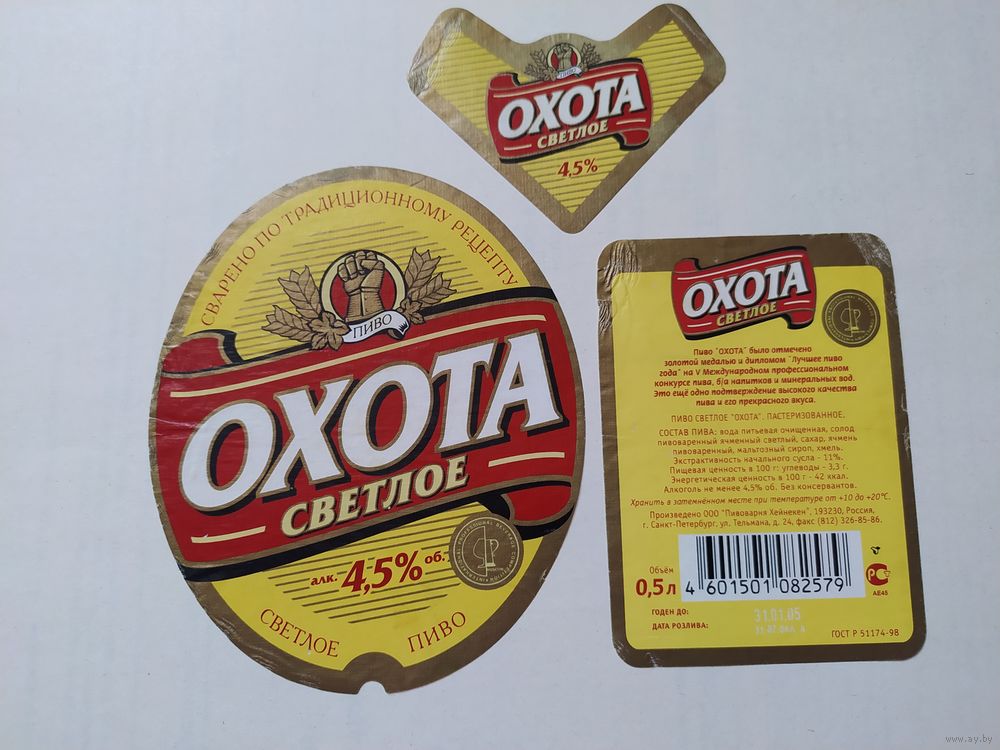 ПИВО
ОХОТА
СВЕТЛОЕ
4,5%
СВАРЕНО ПО ТРАДИЦИОННОМУ РЕЦЕПТУ
ПИВО
ОХОТА
СВЕТЛОЕ
алк. 4,5% об.
СВЕТЛОЕ ПИВО
ОХОТА
СВЕТЛОЕ
Пиво "ОХОТА" было отмечено
золотой медалью и дипломом "Лучшее пиво
года" на V Международном профессиональном
конкурсе пива, б/а напитков и минеральных вод.
Это ещё одно подтверждение высокого качества
пива и его прекрасного вкуса.
ПИВО СВЕТЛОЕ "ОХОТА". ПАСТЕРИЗОВАННОЕ.
СОСТАВ ПИВА: вода питьевая очищенная, солод
пивоваренный ячменный светлый, сахар, ячмень
пивоваренный, мальтозный сироп, хмель.
Экстрактивность начального сусла - 11%.
Пищевая ценность в 100 г: углеводы - 3,3 г.
Энергетическая ценность в 100 г - 42 ккал.
Алкоголь не менее 4,5% об. Без консервантов.
Хранить в затемнённом месте при температуре от +10 до +20°С.
Произведено ООО "Пивоварня Хейнекен", 193230, Россия,
г. Санкт-Петербург, ул. Тельмана, д. 24, факс (812) 326-85-86.
Объём
0,5 л
4 601501 082579
АЕ45
ГОДЕН ДО: 31.01.05
ДАТА РОЗЛИВА:
ГОСТ Р 51174-98
www.ay.by